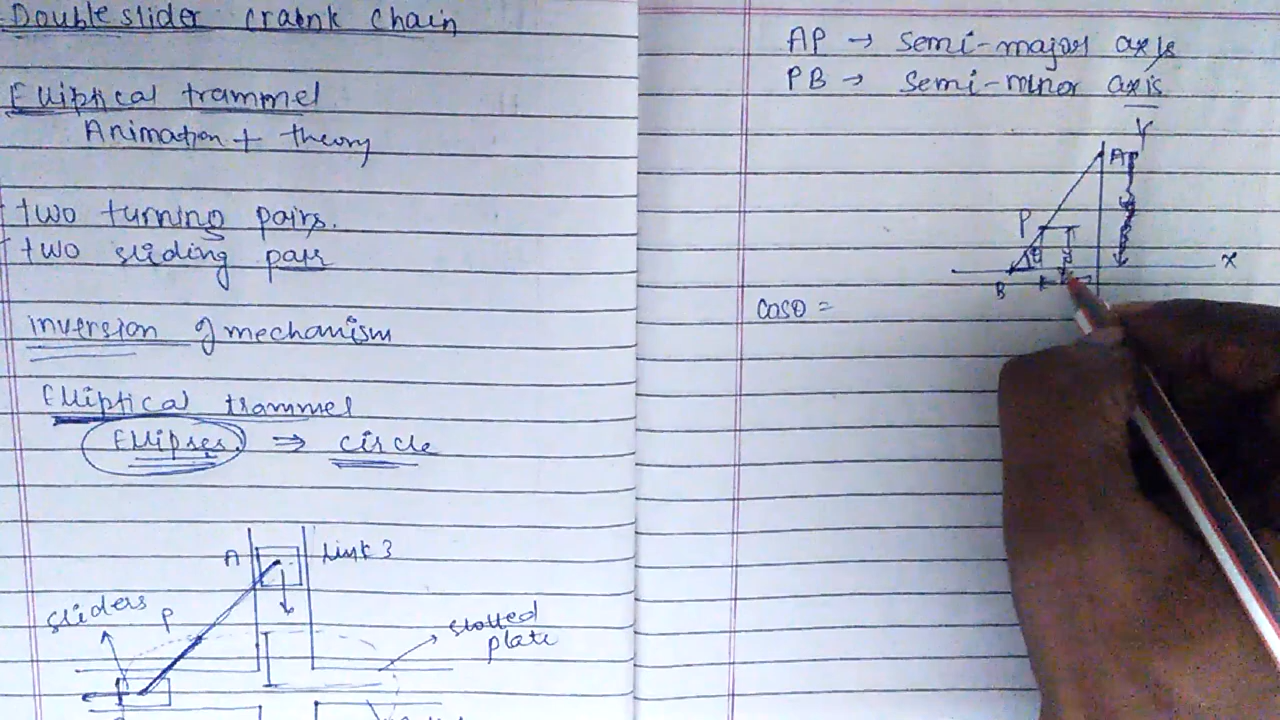 Double slider crank chain
Elliptical trammel
Animation + theory
two turning pairs.
two sliding pair
inversion of mechanism
Elliptical trammel
Ellipses ⇒ circle
A
Link 3
sliders
P
slotted
plate
AP → Semi-major axis
PB → Semi-minor axis
Y
A
P
θ
x
B
cosθ =